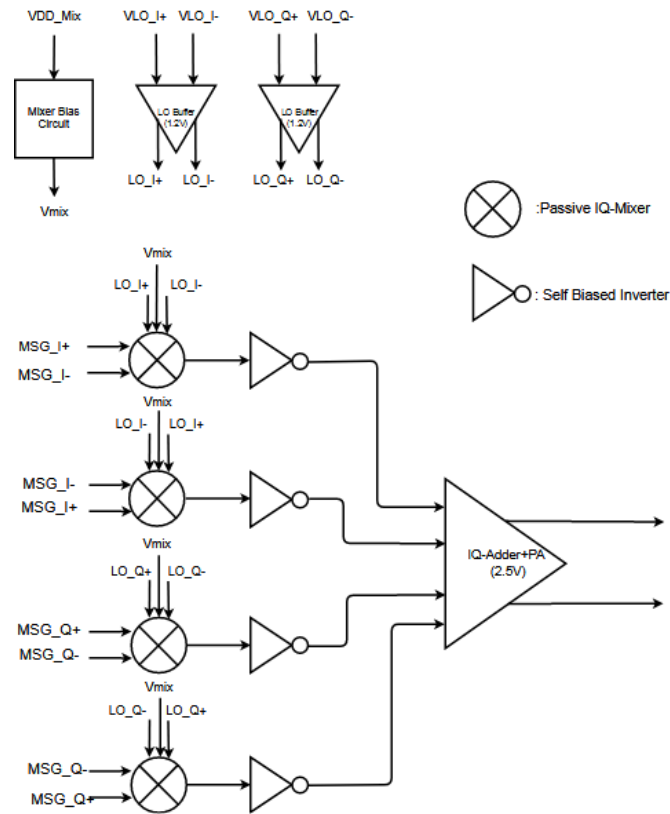 VDD_Mix
VLO_I+
VLO_I-
VLO_Q+
VLO_Q-
Mixer Bias
Circuit
LO Buffer
(1.2V)
LO Buffer
(1.2V)
LO_I+
LO_I-
LO_Q+
LO_Q-
Vmix
:Passive IQ-Mixer
: Self Biased Inverter
Vmix
LO_I+
LO_I-
MSG_I+
MSG_I-
Vmix
LO_I-
LO_I+
MSG_I-
MSG_I+
Vmix
LO_Q+
LO_Q-
MSG_Q+
MSG_Q-
Vmix
LO_Q-
LO_Q+
MSG_Q-
MSG_Q+
IQ-Adder+PA
(2.5V)